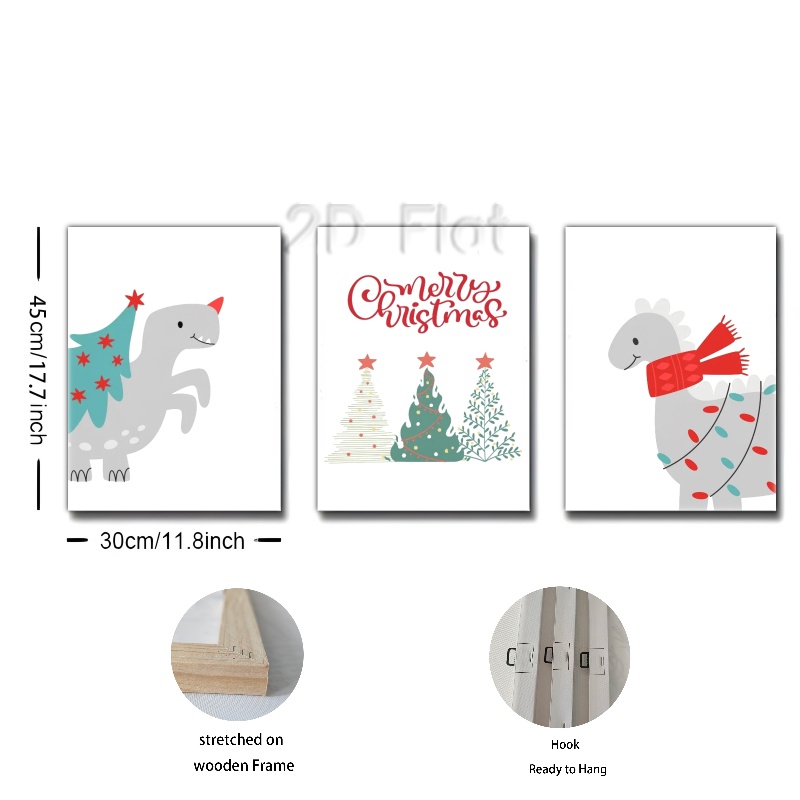 2D Flat
merry
Christmas
45cm/17.7inch
30cm/11.8inch
stretched on
wooden Frame
Hook
Ready to Hang